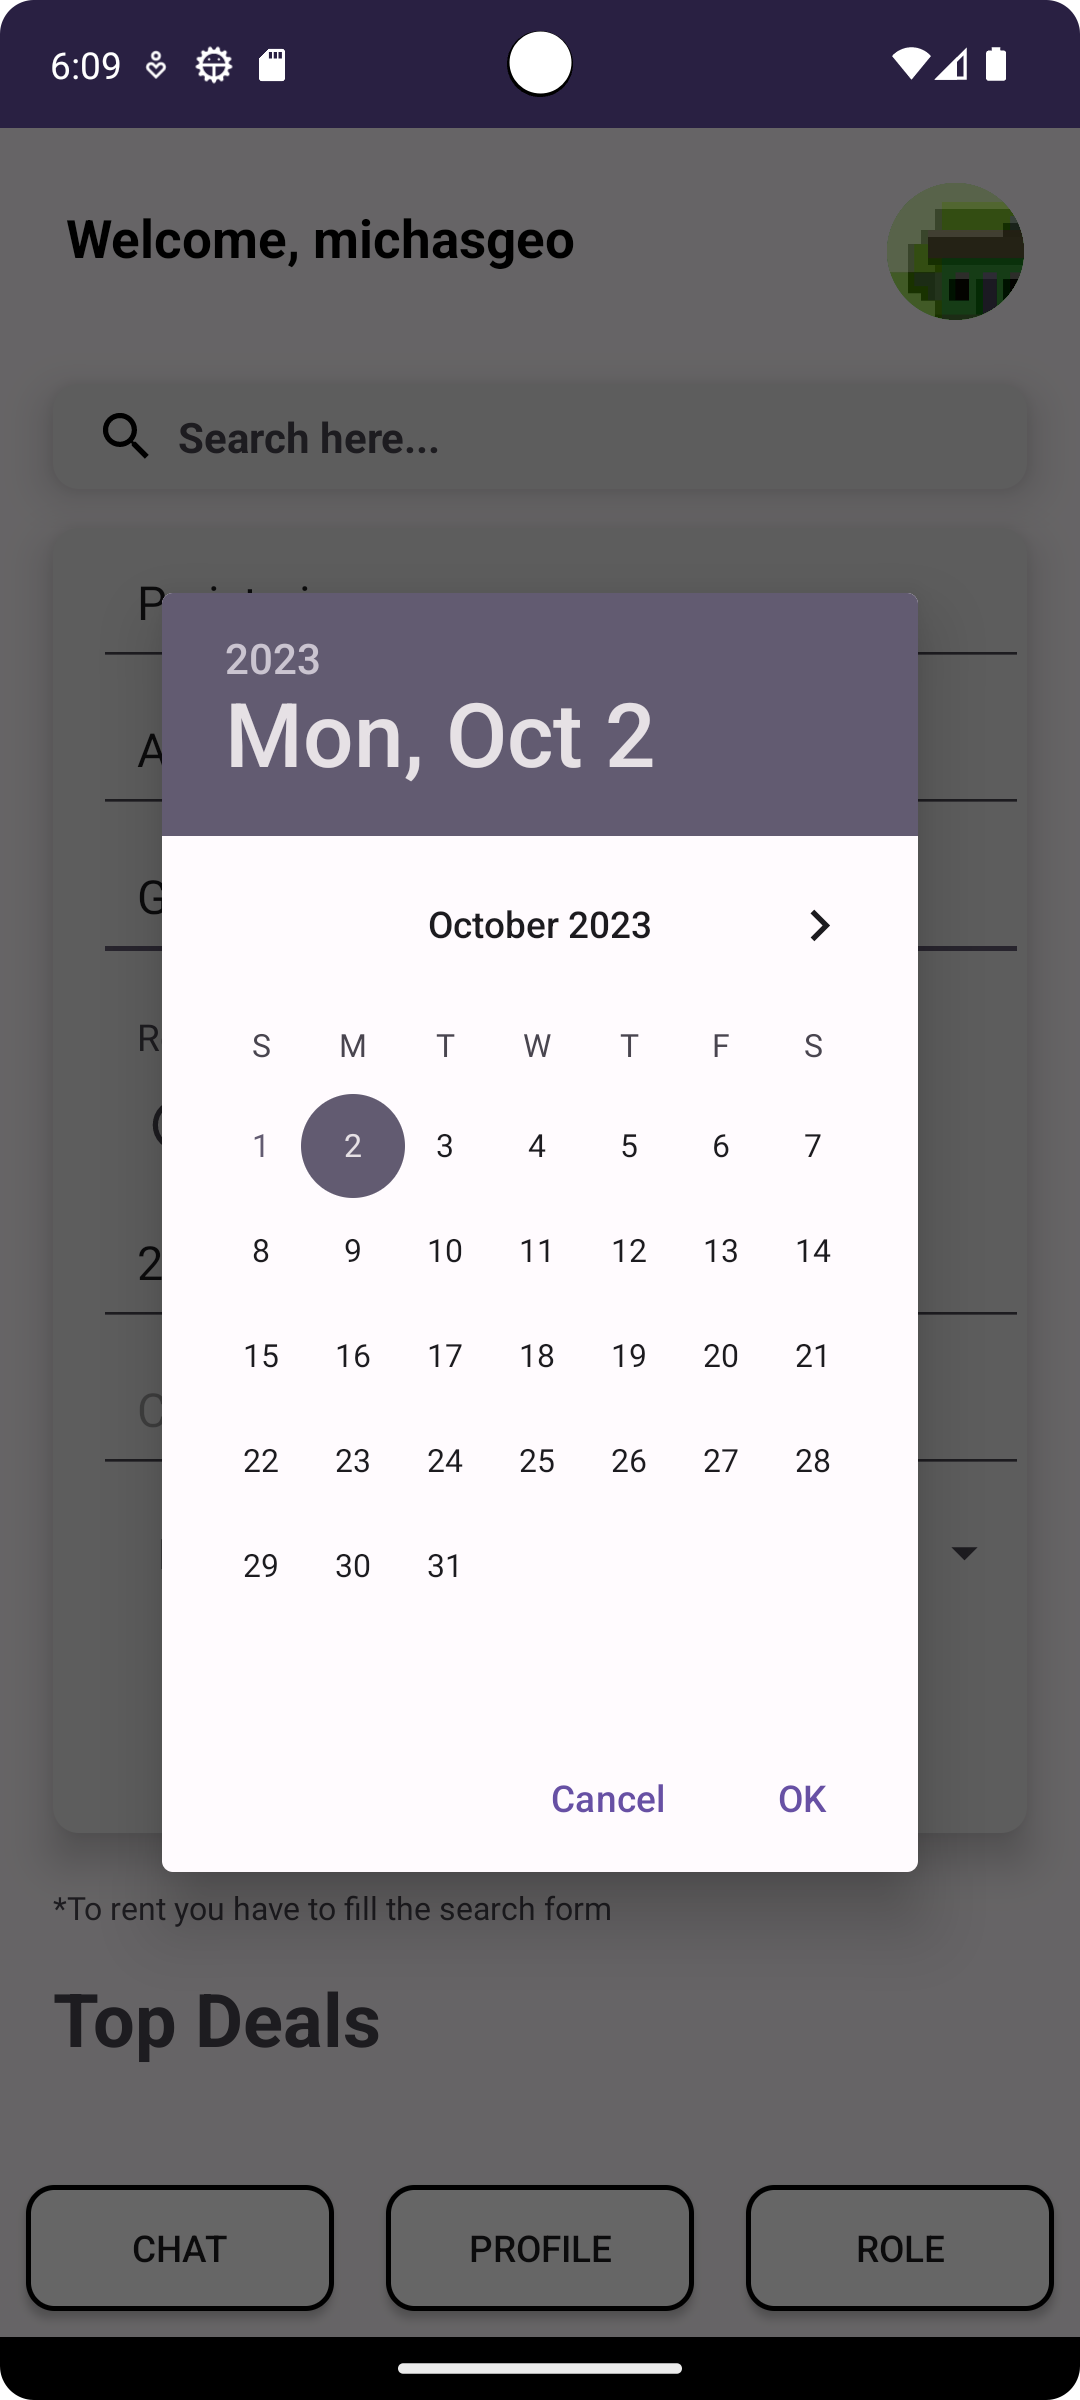 6:09
Welcome, michasgeo
Search here...
2023
Mon, Oct 2
October 2023
S M T W T F S
1 2 3 4 5 6 7
8 9 10 11 12 13 14
15 16 17 18 19 20 21
22 23 24 25 26 27 28
29 30 31
Cancel OK
*To rent you have to fill the search form
Top Deals
CHAT PROFILE ROLE